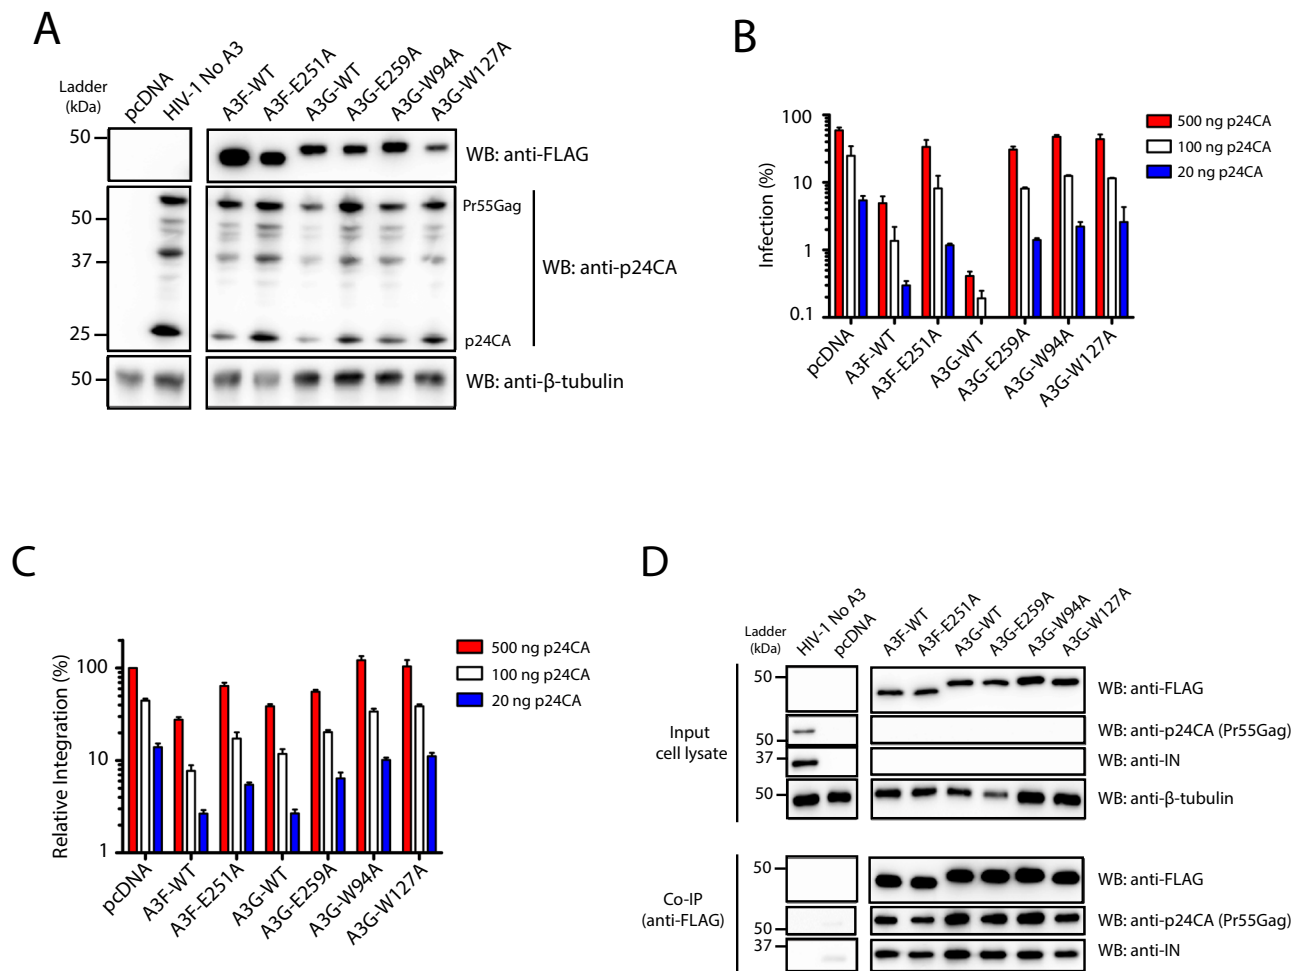 A
Ladder
(kDa)
pcDNA
HIV-1 No A3
A3F-WT
A3F-E251A
A3G-WT
A3G-E259A
A3G-W94A
A3G-W127A
50
WB: anti-FLAG
Pr55Gag
50
37
WB: anti-p24CA
25
p24CA
50
WB: anti-β-tubulin
B
Infection (%)
100
10
1
0.1
500 ng p24CA
100 ng p24CA
20 ng p24CA
pcDNA
A3F-WT
A3F-E251A
A3G-WT
A3G-E259A
A3G-W94A
A3G-W127A
C
Relative Integration (%)
100
10
1
500 ng p24CA
100 ng p24CA
20 ng p24CA
pcDNA
A3F-WT
A3F-E251A
A3G-WT
A3G-E259A
A3G-W94A
A3G-W127A
D
Ladder
(kDa)
HIV-1 No A3
pcDNA
A3F-WT
A3F-E251A
A3G-WT
A3G-E259A
A3G-W94A
A3G-W127A
Input
cell lysate
50
WB: anti-FLAG
50
WB: anti-p24CA (Pr55Gag)
37
WB: anti-IN
50
WB: anti-β-tubulin
Co-IP
(anti-FLAG)
50
WB: anti-FLAG
50
WB: anti-p24CA (Pr55Gag)
37
WB: anti-IN